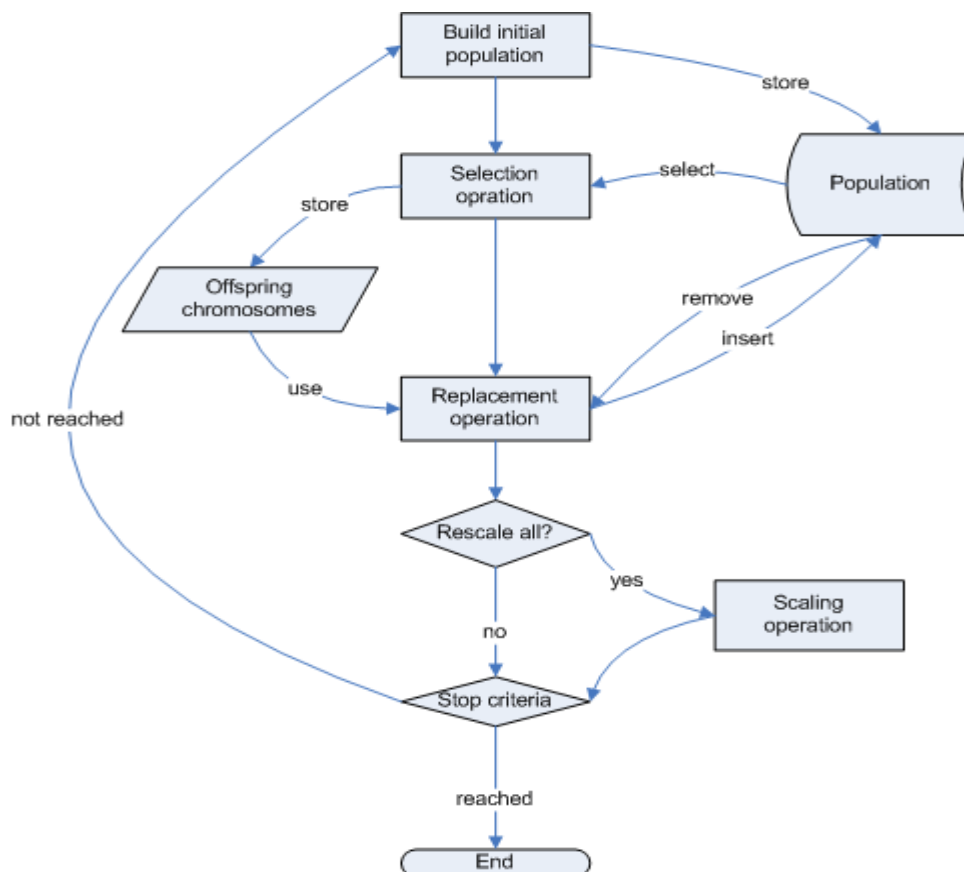 Build initial
population
store
Selection
opration
select
Population
store
Offspring
chromosomes
remove
insert
use
Replacement
operation
not reached
Rescale all?
yes
Scaling
operation
no
Stop criteria
reached
End